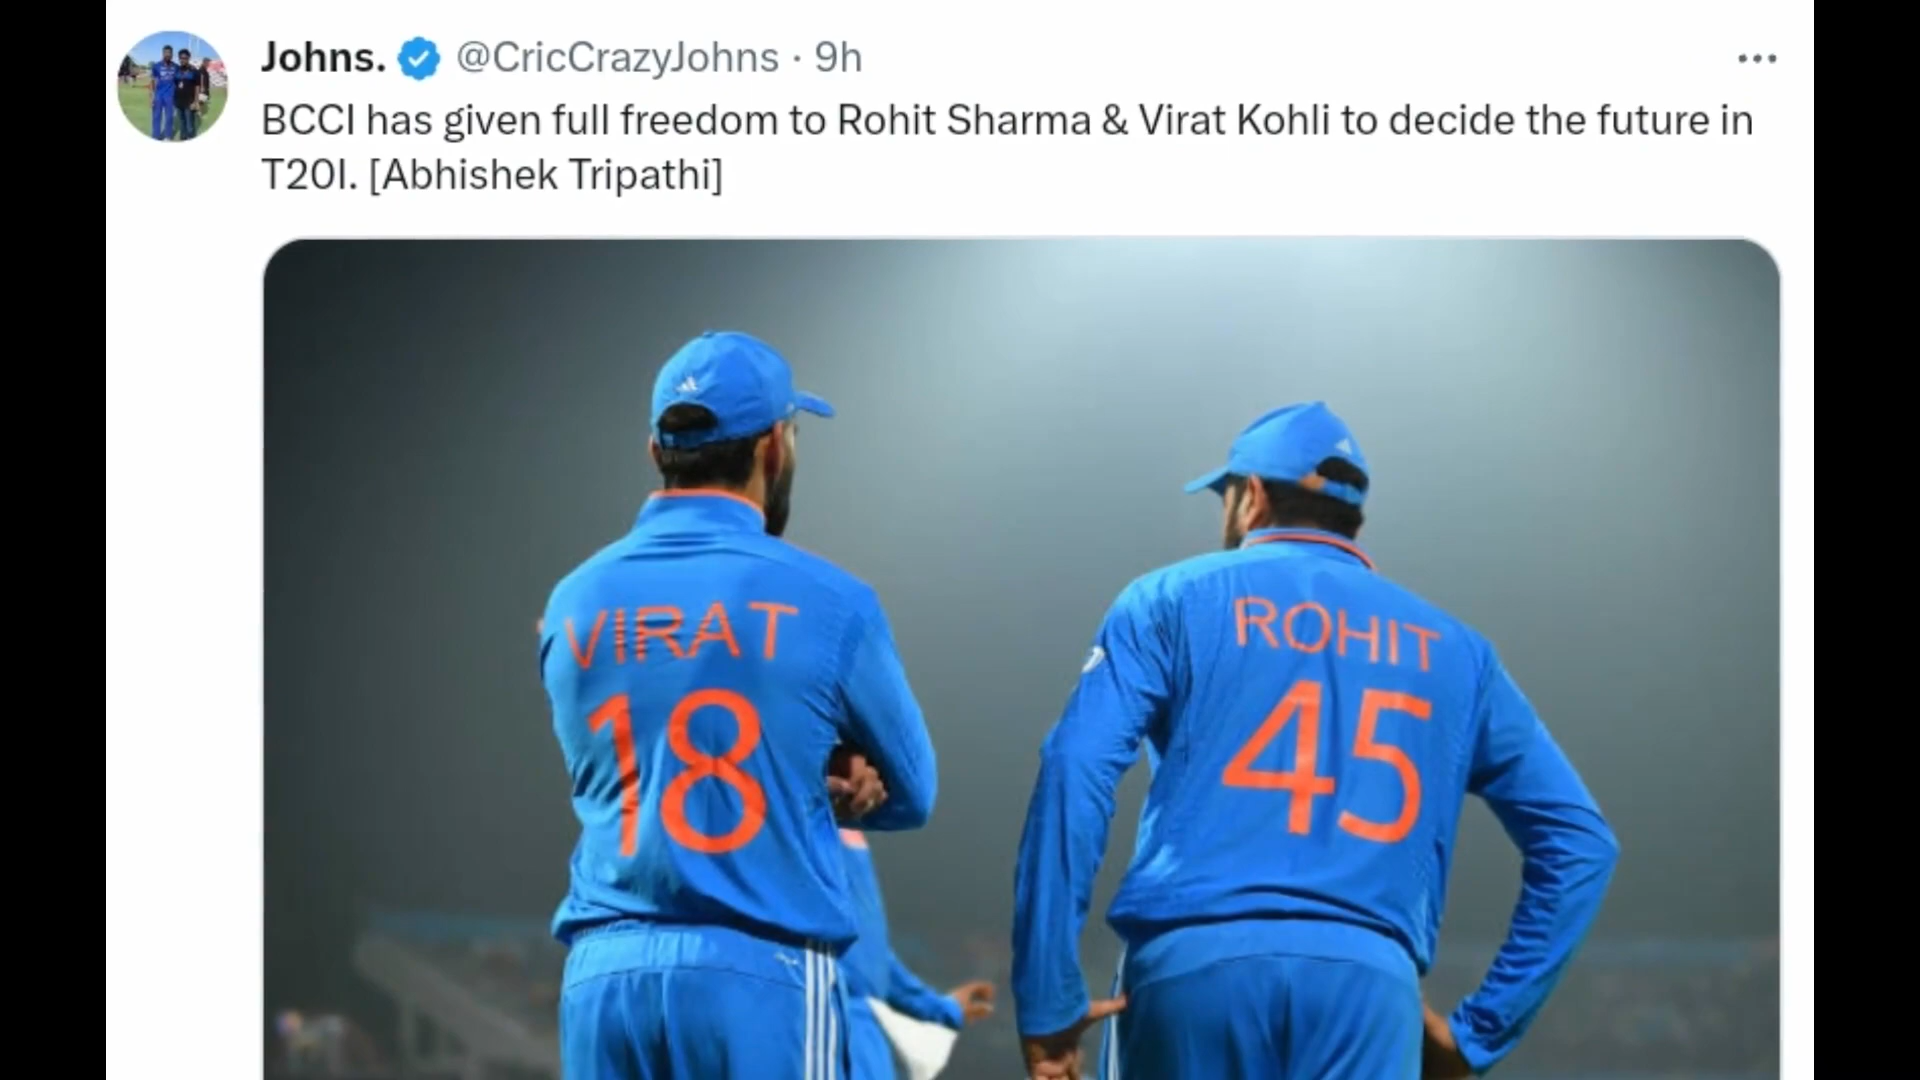 Johns. @CricCrazyJohns · 9h
BCCI has given full freedom to Rohit Sharma & Virat Kohli to decide the future in
T20I. [Abhishek Tripathi]
VIRAT
18
ROHIT
45